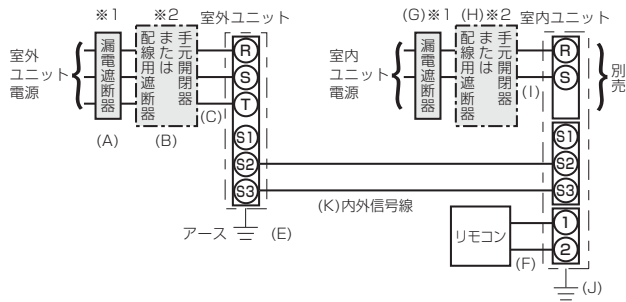 ※1
※2
室外ユニット
室外
ユニット
電源
漏電遮断器
手元開閉器
または
配線用遮断器
R
S
T
S1
S2
S3
(A)
(B)
(C)
アース
(E)
(G)※1
(H)※2
室内ユニット
室内
ユニット
電源
漏電遮断器
手元開閉器
または
配線用遮断器
(I)
R
S
別売
S1
S2
S3
(K)内外信号線
リモコン
1
2
(F)
(J)